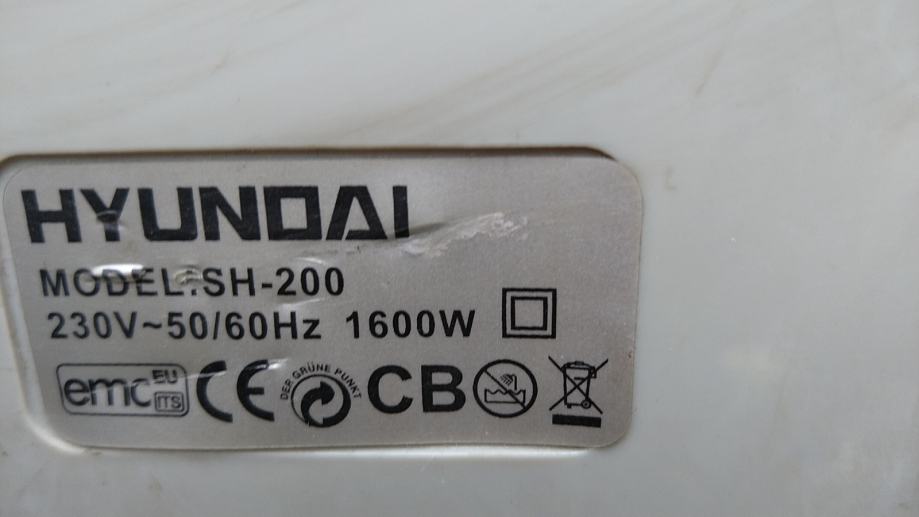 HYUNDAI
MODEL:SH-200
230V~50/60Hz 1600W
emc EU ITS CE DER GRÜNE PUNKT CB